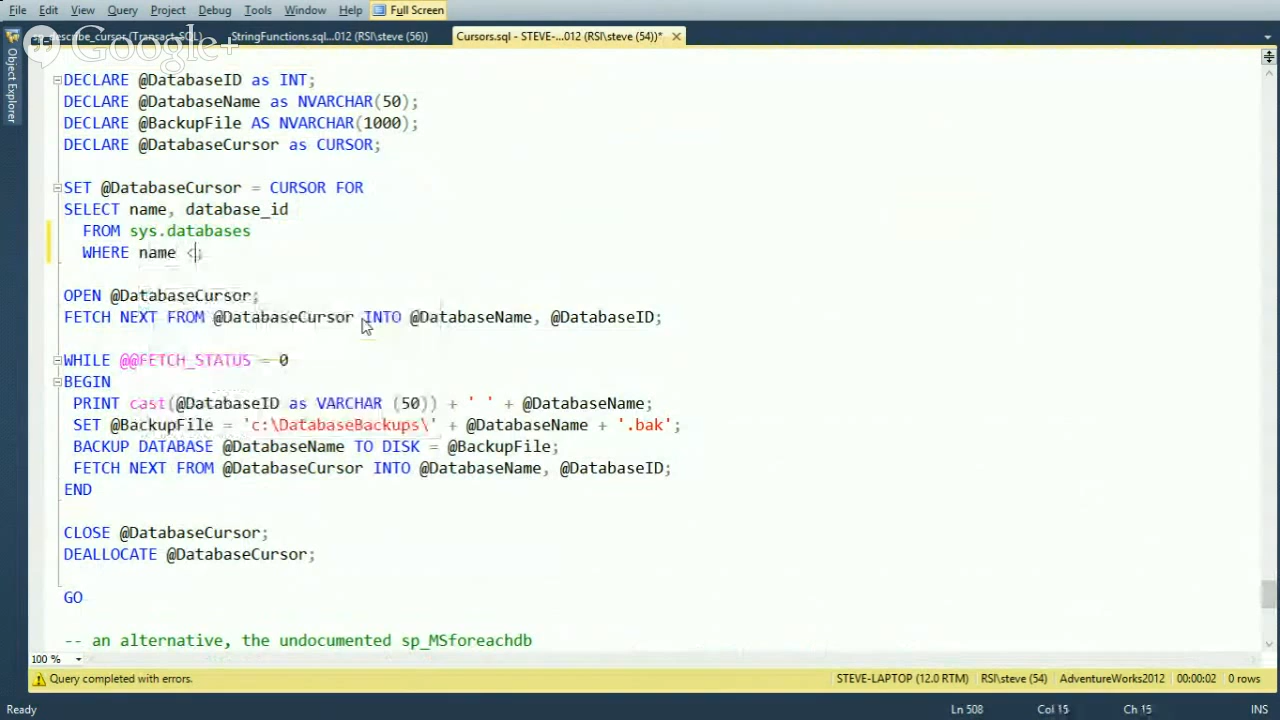 File Edit View Query Project Debug Tools Window Help Full Screen
sp_describe_cursor (Transact-SQL) StringFunctions.sql...012 (RSI\steve (56)) Cursors.sql - STEVE-...012 (RSI\steve (54))* ×
Google+
Object Explorer
DECLARE @DatabaseID as INT;
DECLARE @DatabaseName as NVARCHAR(50);
DECLARE @BackupFile AS NVARCHAR(1000);
DECLARE @DatabaseCursor as CURSOR;
SET @DatabaseCursor = CURSOR FOR
SELECT name, database_id
FROM sys.databases
WHERE name <;
OPEN @DatabaseCursor;
FETCH NEXT FROM @DatabaseCursor INTO @DatabaseName, @DatabaseID;
WHILE @@FETCH_STATUS = 0
BEGIN
PRINT cast(@DatabaseID as VARCHAR (50)) + ' ' + @DatabaseName;
SET @BackupFile = 'c:\DatabaseBackups\' + @DatabaseName + '.bak';
BACKUP DATABASE @DatabaseName TO DISK = @BackupFile;
FETCH NEXT FROM @DatabaseCursor INTO @DatabaseName, @DatabaseID;
END
CLOSE @DatabaseCursor;
DEALLOCATE @DatabaseCursor;
GO
-- an alternative, the undocumented sp_MSforeachdb
100 %
Query completed with errors. STEVE-LAPTOP (12.0 RTM) RSI\steve (54) AdventureWorks2012 00:00:02 0 rows
Ready Ln 508 Col 15 Ch 15 INS